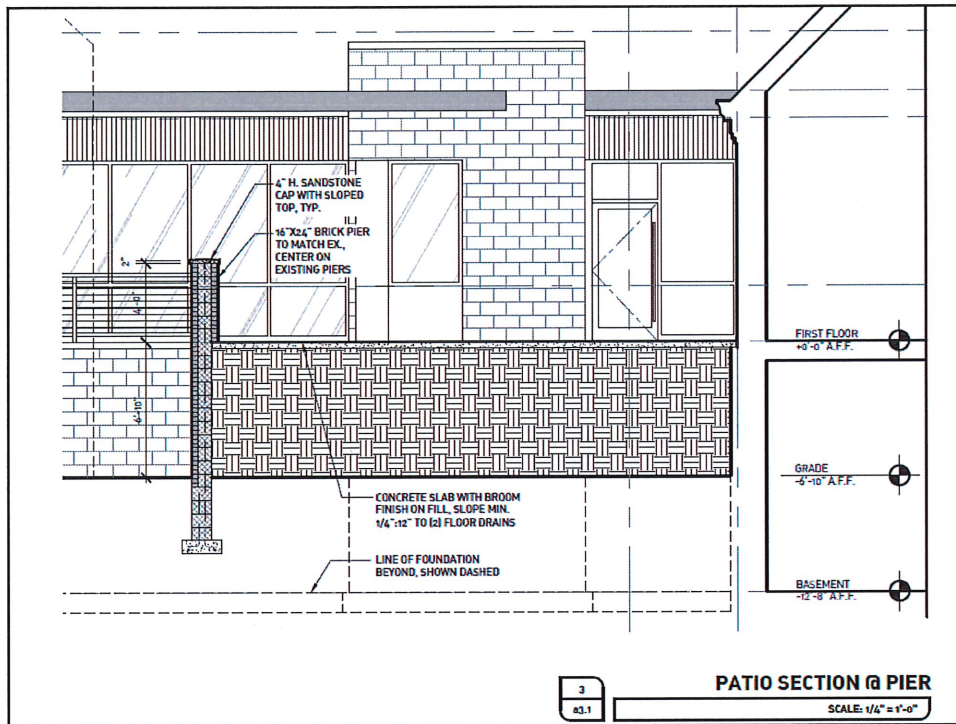 4" H. SANDSTONE
CAP WITH SLOPED
TOP, TYP.
16"X24" BRICK PIER
TO MATCH EX.,
CENTER ON
EXISTING PIERS
2"
4'-0"
6'-10"
FIRST FLOOR
+0'-0" A.F.F.
GRADE
-6'-10" A.F.F.
CONCRETE SLAB WITH BROOM
FINISH ON FILL, SLOPE MIN.
1/4":12" TO (2) FLOOR DRAINS
LINE OF FOUNDATION
BEYOND, SHOWN DASHED
BASEMENT
-12'-8" A.F.F.
3
a3.1
PATIO SECTION @ PIER
SCALE: 1/4" = 1'-0"